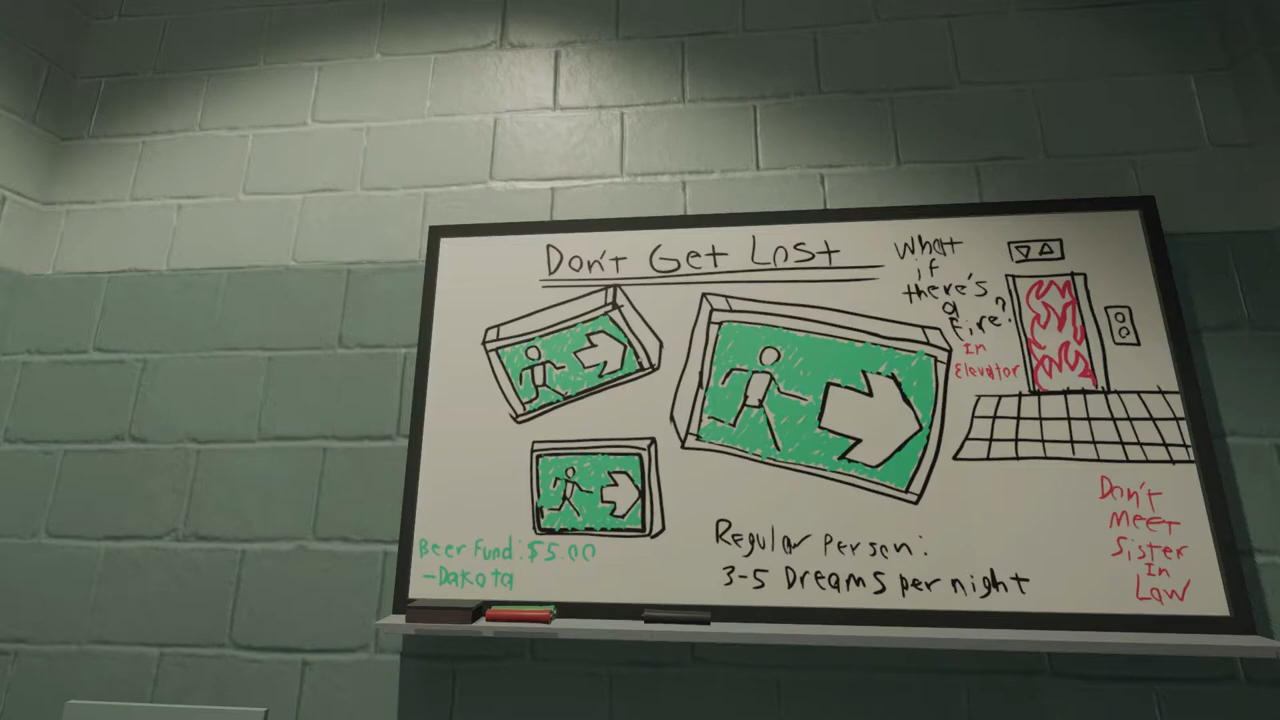 Don't Get Lost
What
if
there's
a
Fire?
In
Elevator
Beer Fund: $5.00
-Dakota
Regular Person:
3-5 Dreams per night
Don't
Meet
Sister
In
Law